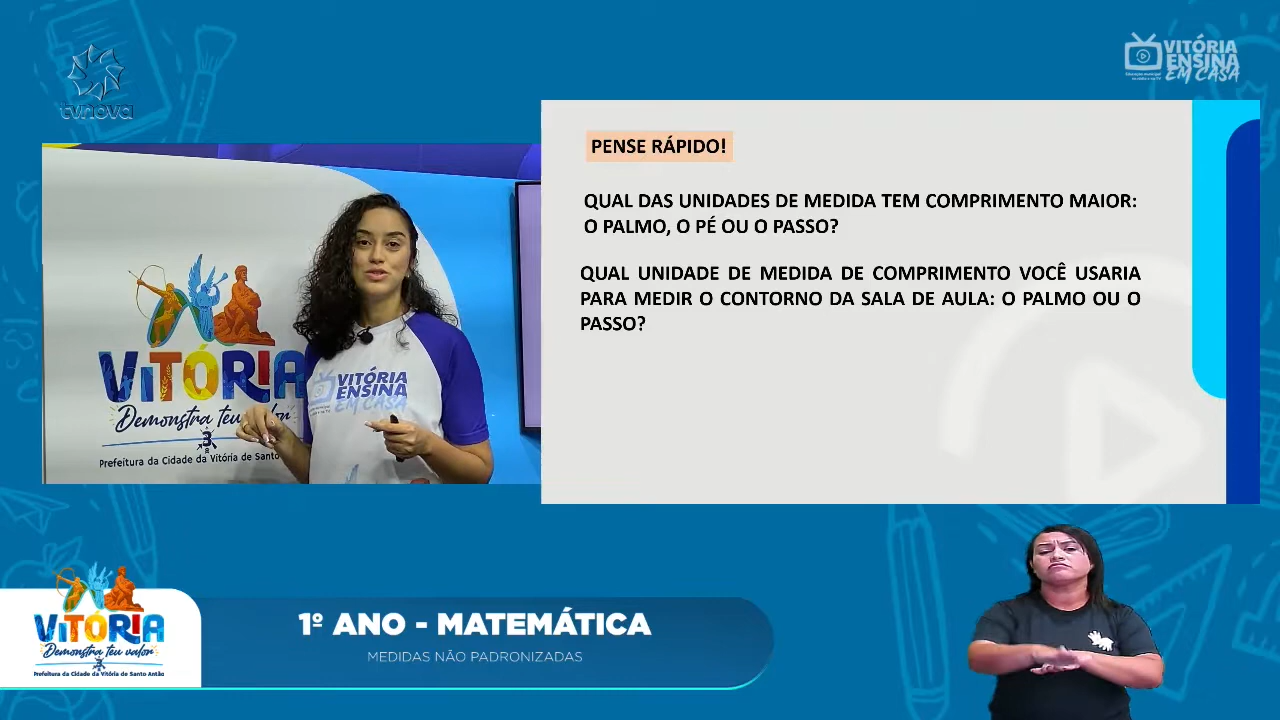 tvnova
VITÓRIA
ENSINA
EM CASA
PENSE RÁPIDO!
QUAL DAS UNIDADES DE MEDIDA TEM COMPRIMENTO MAIOR:
O PALMO, O PÉ OU O PASSO?
QUAL UNIDADE DE MEDIDA DE COMPRIMENTO VOCÊ USARIA
PARA MEDIR O CONTORNO DA SALA DE AULA: O PALMO OU O
PASSO?
VITÓRIA
Demonstra teu valor
Prefeitura da Cidade da Vitória de Santo
VITÓRIA
ENSINA
EM CASA
1º ANO - MATEMÁTICA
MEDIDAS NÃO PADRONIZADAS
VITÓRIA
Demonstra teu valor
Prefeitura da Cidade da Vitória de Santo Antão